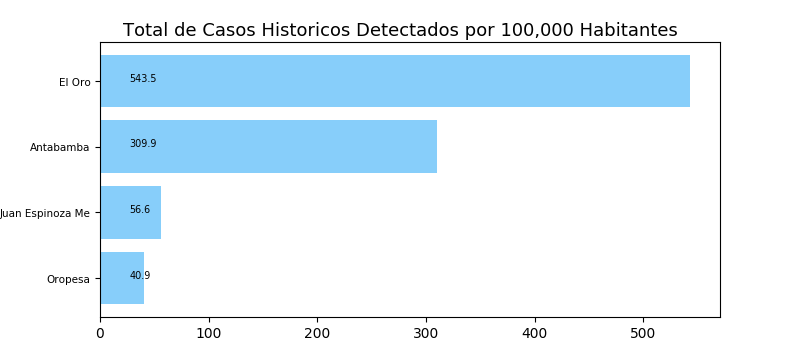 Total de Casos Historicos Detectados por 100,000 Habitantes
El Oro
543.5
Antabamba
309.9
Juan Espinoza Me
56.6
Oropesa
40.9
0 100 200 300 400 500